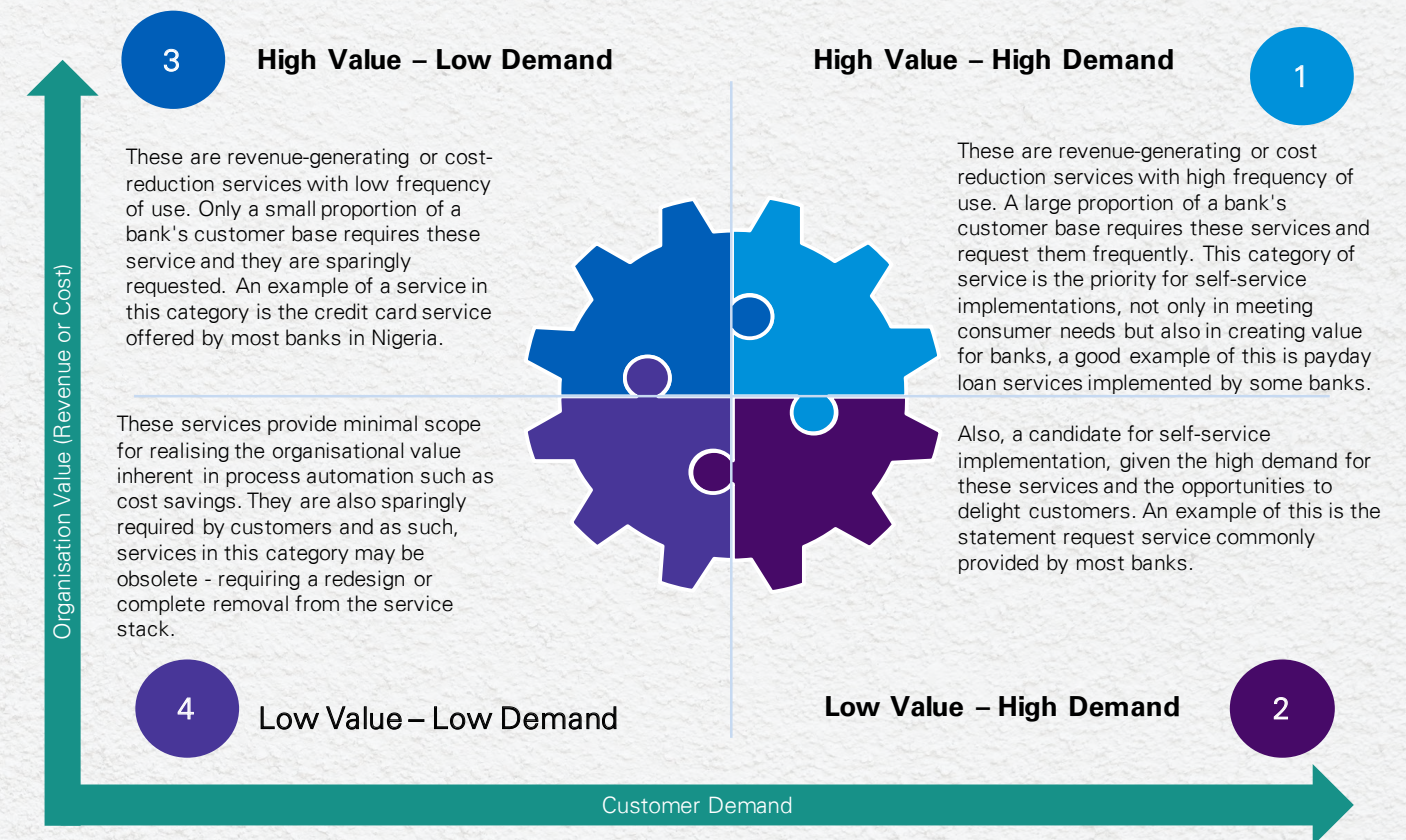 3
High Value – Low Demand
These are revenue-generating or cost-
reduction services with low frequency
of use. Only a small proportion of a
bank's customer base requires these
service and they are sparingly
requested. An example of a service in
this category is the credit card service
offered by most banks in Nigeria.
High Value – High Demand
1
These are revenue-generating or cost
reduction services with high frequency of
use. A large proportion of a bank's
customer base requires these services and
request them frequently. This category of
service is the priority for self-service
implementations, not only in meeting
consumer needs but also in creating value
for banks, a good example of this is payday
loan services implemented by some banks.
Organisation Value (Revenue or Cost)
These services provide minimal scope
for realising the organisational value
inherent in process automation such as
cost savings. They are also sparingly
required by customers and as such,
services in this category may be
obsolete - requiring a redesign or
complete removal from the service
stack.
4
Low Value – Low Demand
Also, a candidate for self-service
implementation, given the high demand for
these services and the opportunities to
delight customers. An example of this is the
statement request service commonly
provided by most banks.
Low Value – High Demand
2
Customer Demand